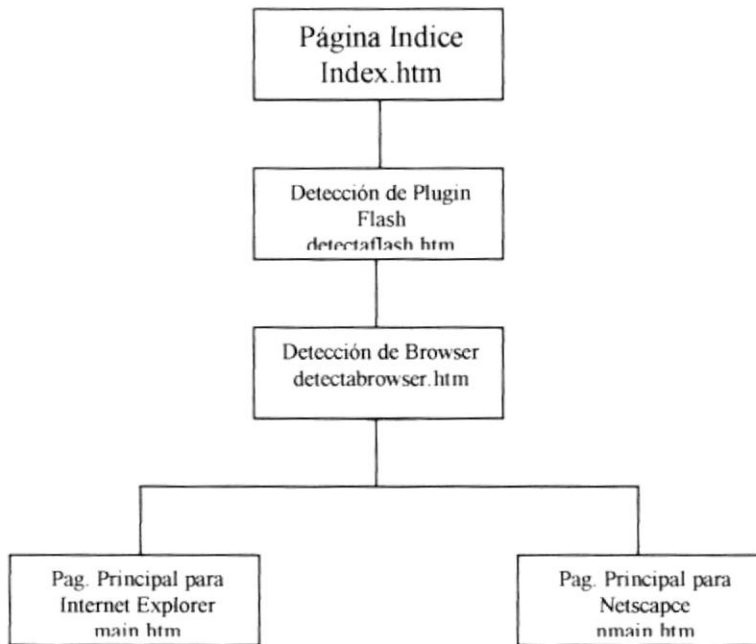 Página Indice
Index.htm
Detección de Plugin
Flash
detectaflash.htm
Detección de Browser
detectabrowser.htm
Pag. Principal para
Internet Explorer
main.htm
Pag. Principal para
Netscapce
nmain.htm